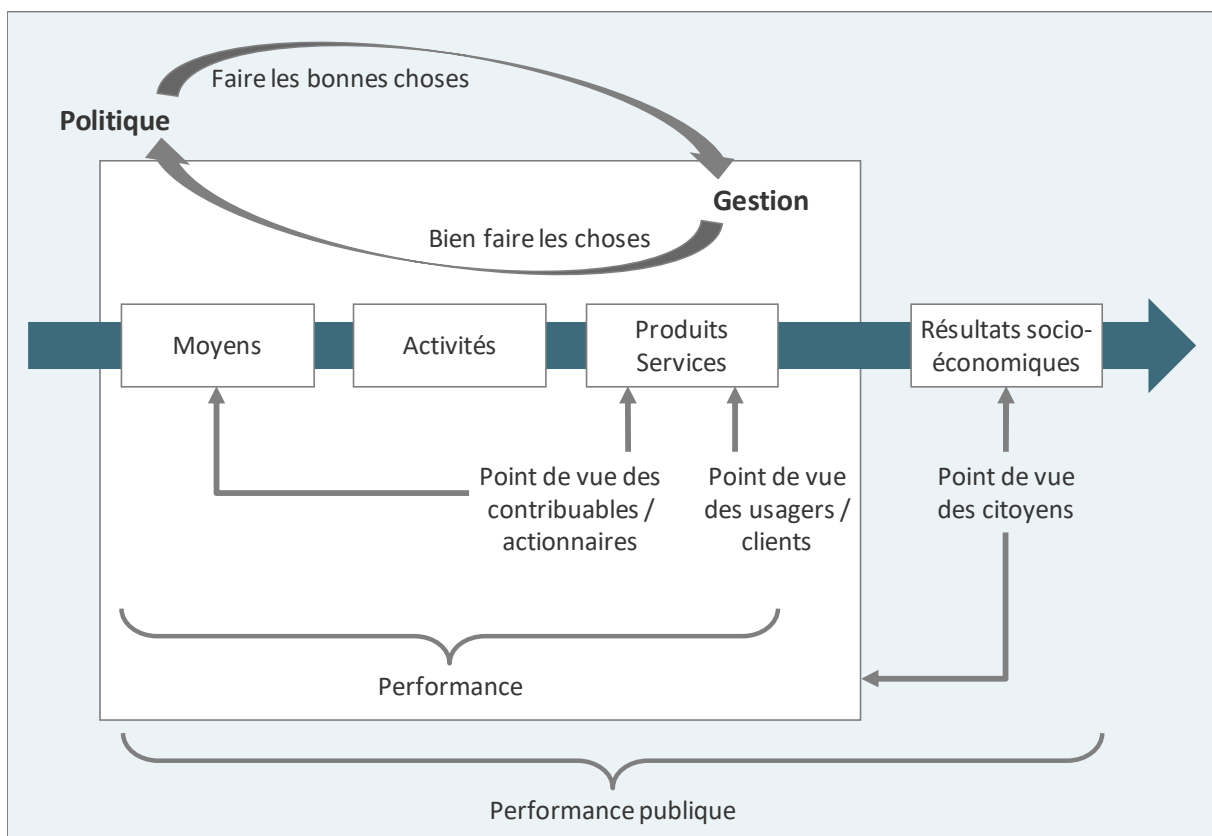 Faire les bonnes choses
Politique
Gestion
Bien faire les choses
Moyens
Activités
Produits
Services
Résultats socio-
économiques
Point de vue des
contribuables /
actionnaires
Point de vue
des usagers /
clients
Point de vue
des citoyens
Performance
Performance publique